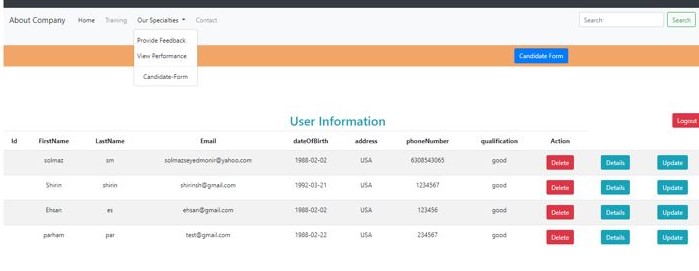 About Company Home Training Our Specialties Contact Search Search
Provide Feedback
View Performance
Candidate-Form
Candidate Form
User Information
Logout
Id FirstName LastName Email dateOfBirth address phoneNumber qualification Action
solmaz sm solmazseyedmonir@yahoo.com 1988-02-02 USA 6308543065 good Delete Details Update
Shirin shirin shirinsh@gmail.com 1992-03-21 USA 1234567 good Delete Details Update
Ehsan es ehsan@gmail.com 1988-02-02 USA 123456 good Delete Details Update
parham par test@gmail.com 1988-02-22 USA 234567 good Delete Details Update